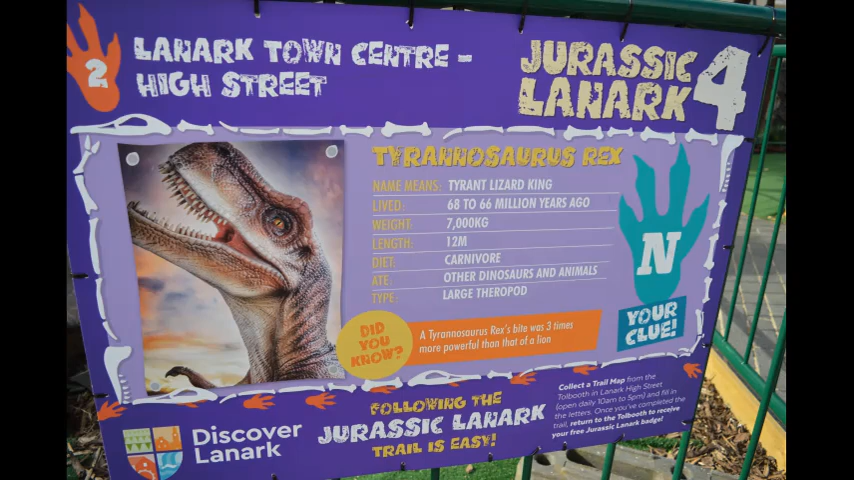 2
LANARK TOWN CENTRE –
HIGH STREET
JURASSIC
LANARK
4
TYRANNOSAURUS REX
NAME MEANS: TYRANT LIZARD KING
LIVED: 68 TO 66 MILLION YEARS AGO
WEIGHT: 7,000KG
LENGTH: 12M
DIET: CARNIVORE
ATE: OTHER DINOSAURS AND ANIMALS
TYPE: LARGE THEROPOD
N
YOUR
CLUE!
DID
YOU
KNOW?
A Tyrannosaurus Rex's bite was 3 times
more powerful than that of a lion
Discover
Lanark
FOLLOWING THE
JURASSIC LANARK
TRAIL IS EASY!
Collect a Trail Map from the
Tolbooth in Lanark High Street
(open daily 10am to 5pm) and fill in
the letters. Once you've completed the
trail, return to the Tolbooth to receive
your free Jurassic Lanark badge!